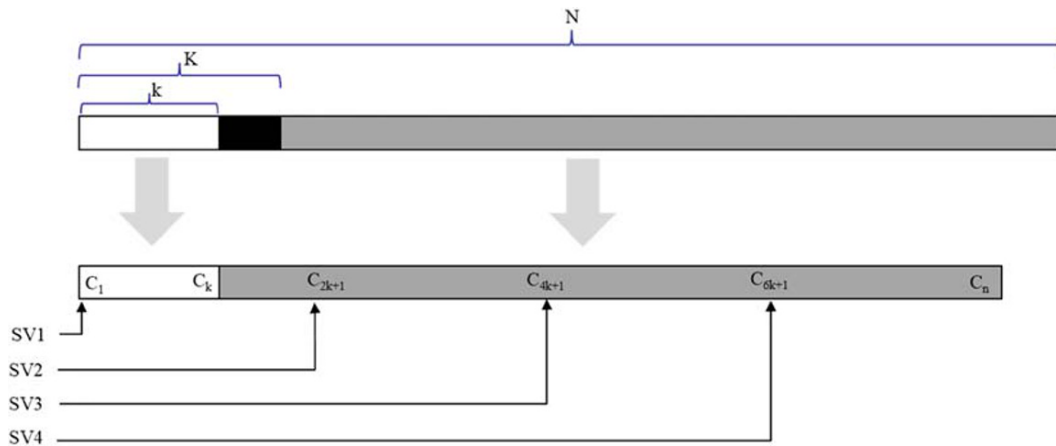 N
K
k
C₁ Cₖ C₂ₖ₊₁ C₄ₖ₊₁ C₆ₖ₊₁ Cₙ
SV1
SV2
SV3
SV4